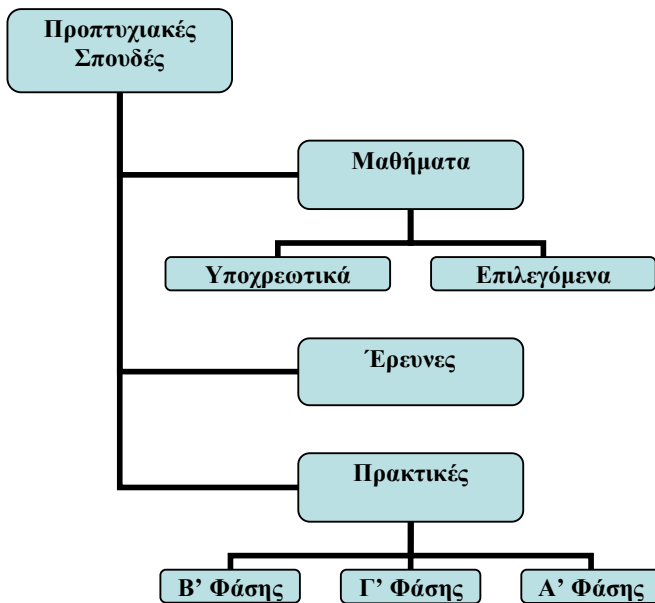 Προπτυχιακές
Σπουδές
Μαθήματα
Υποχρεωτικά
Επιλεγόμενα
Έρευνες
Πρακτικές
Β’ Φάσης
Γ’ Φάσης
Α’ Φάσης